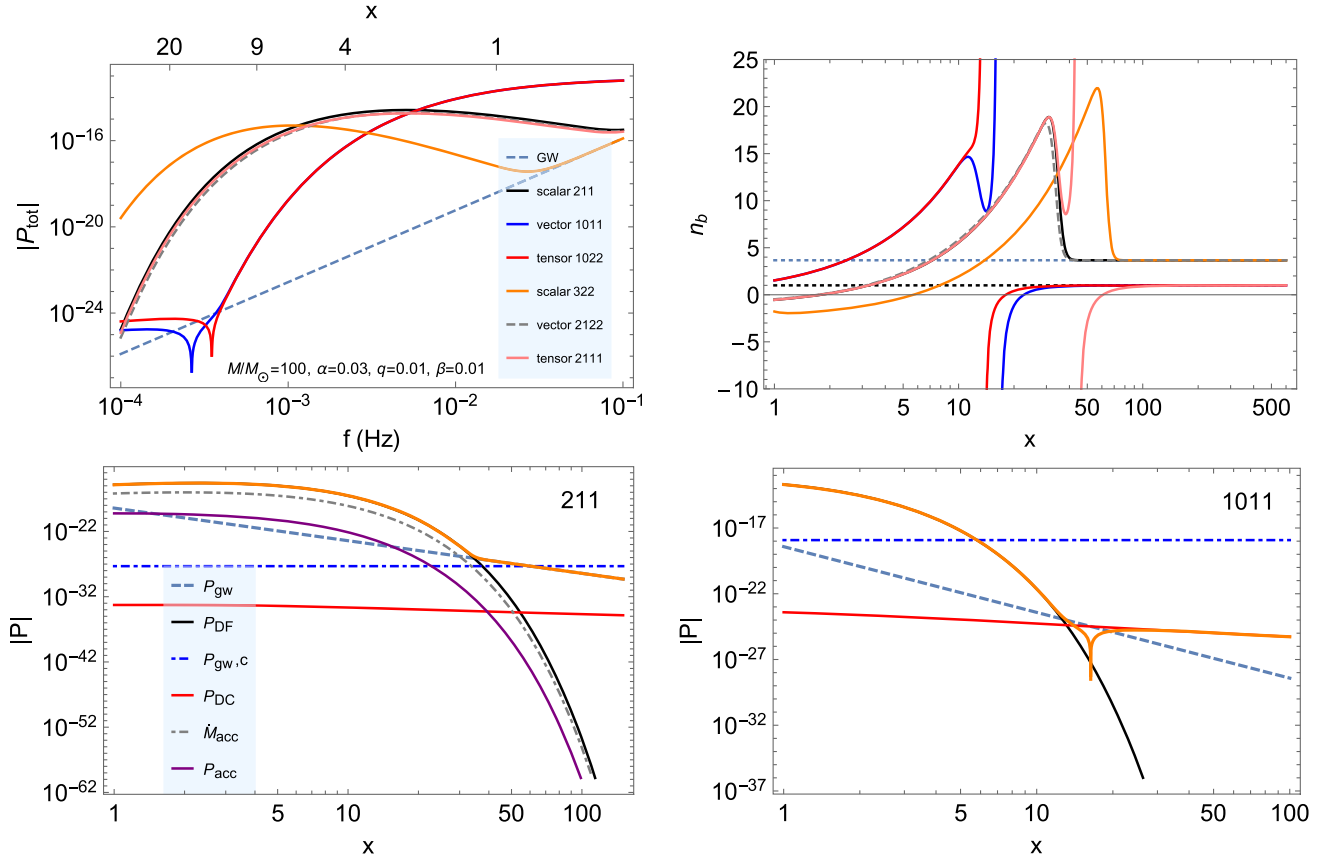 x
20 9 4 1
|P_tot|
10^-16
10^-20
10^-24
GW
scalar 211
vector 1011
tensor 1022
scalar 322
vector 2122
tensor 2111
M/M_⊙=100, α=0.03, q=0.01, β=0.01
10^-4 10^-3 10^-2 10^-1
f (Hz)
n_b
25
20
15
10
5
0
-5
-10
1 5 10 50 100 500
x
|P|
211
10^-22
10^-32
10^-42
10^-52
10^-62
P_gw
P_DF
P_gw,c
P_DC
Ṁ_acc
P_acc
1 5 10 50 100
x
|P|
1011
10^-17
10^-22
10^-27
10^-32
10^-37
1 5 10 50 100
x